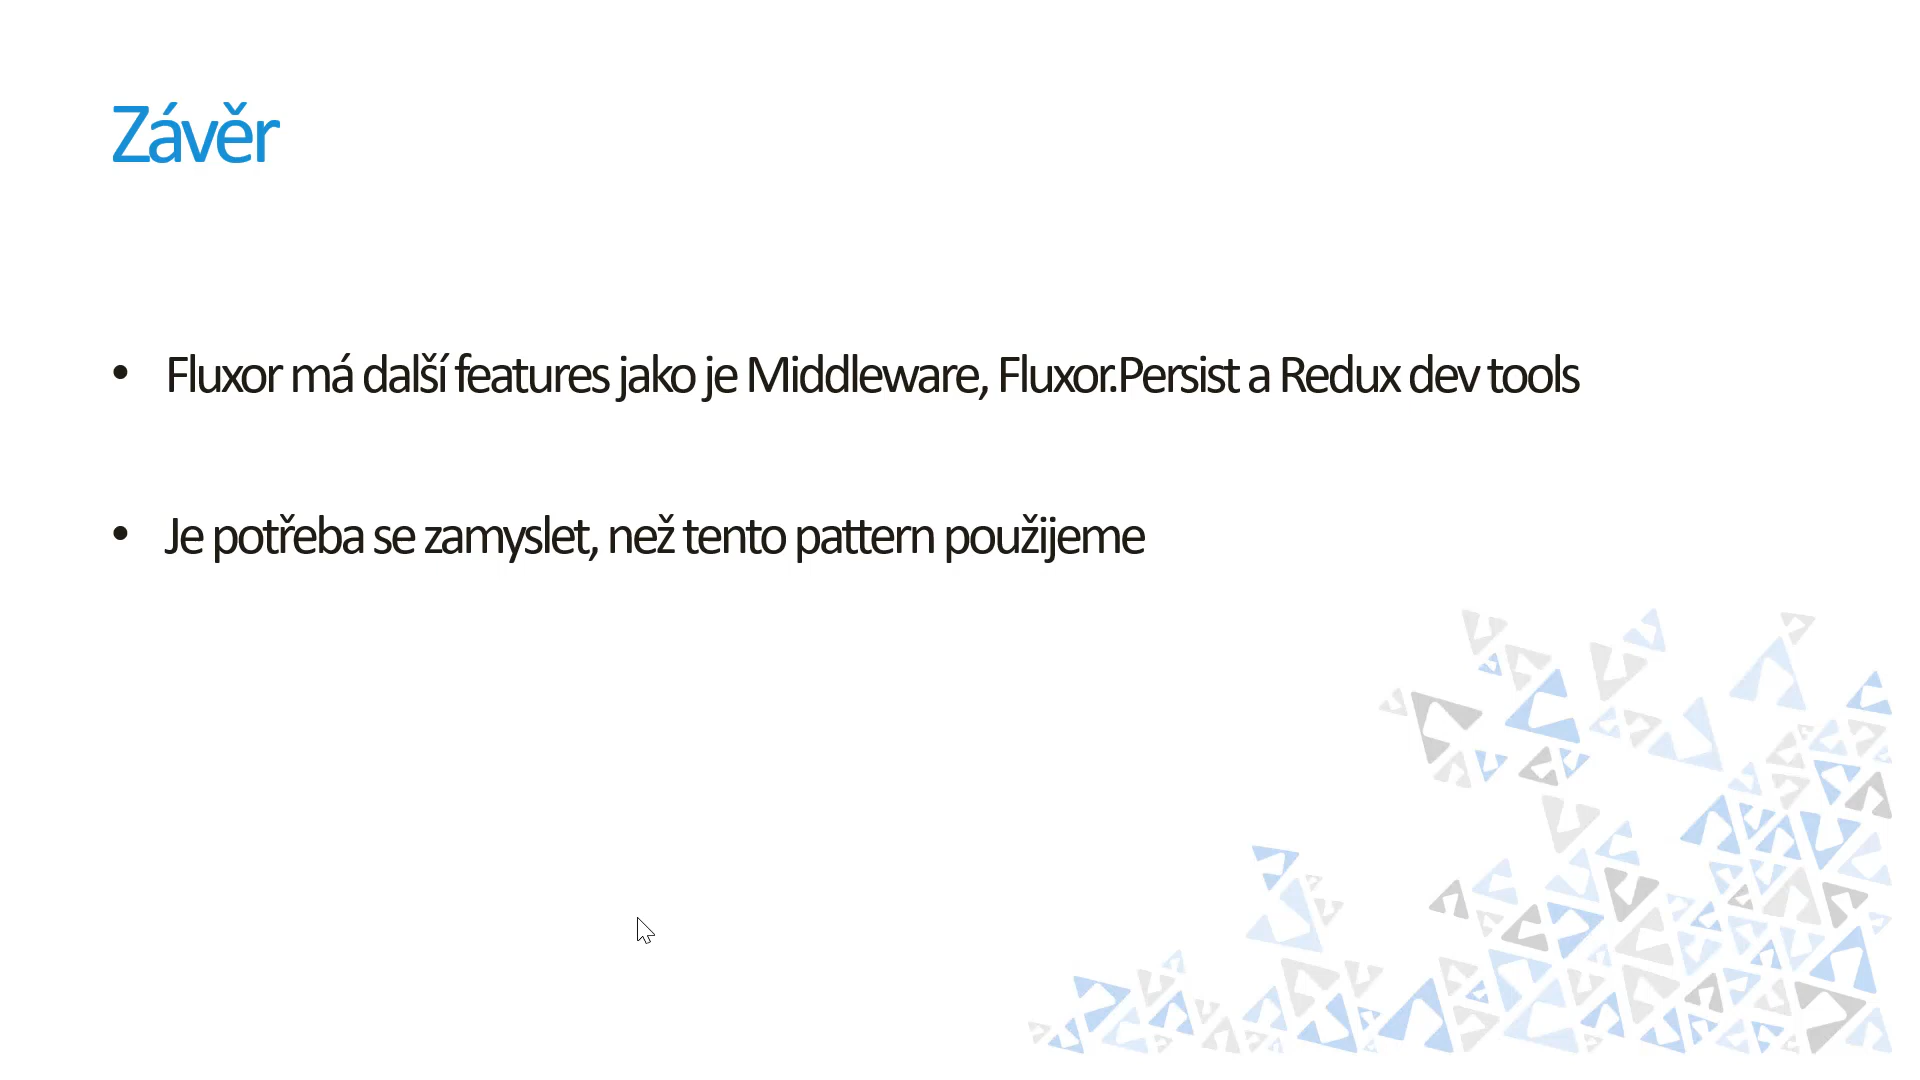 Závěr
• Fluxor má další features jako je Middleware, Fluxor.Persist a Redux dev tools
• Je potřeba se zamyslet, než tento pattern použijeme